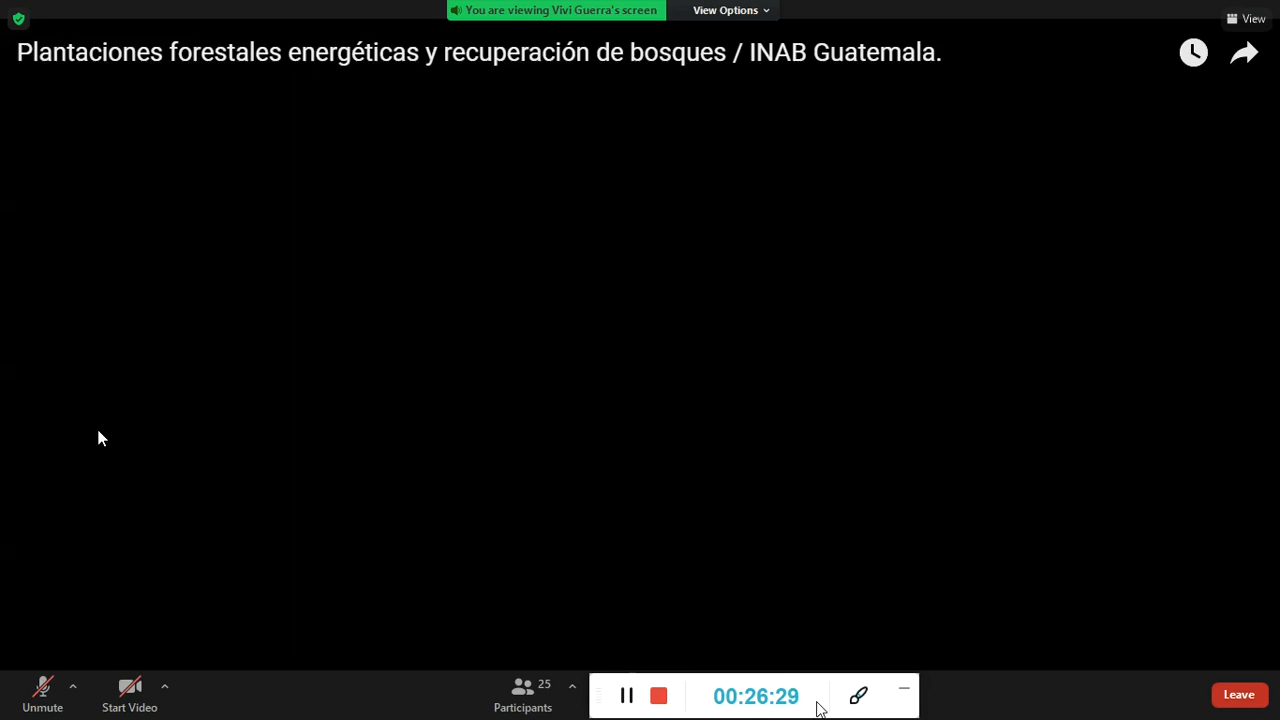 You are viewing Vivi Guerra's screen
View Options
View
Plantaciones forestales energéticas y recuperación de bosques / INAB Guatemala.
Unmute
Start Video
25
Participants
00:26:29
Leave